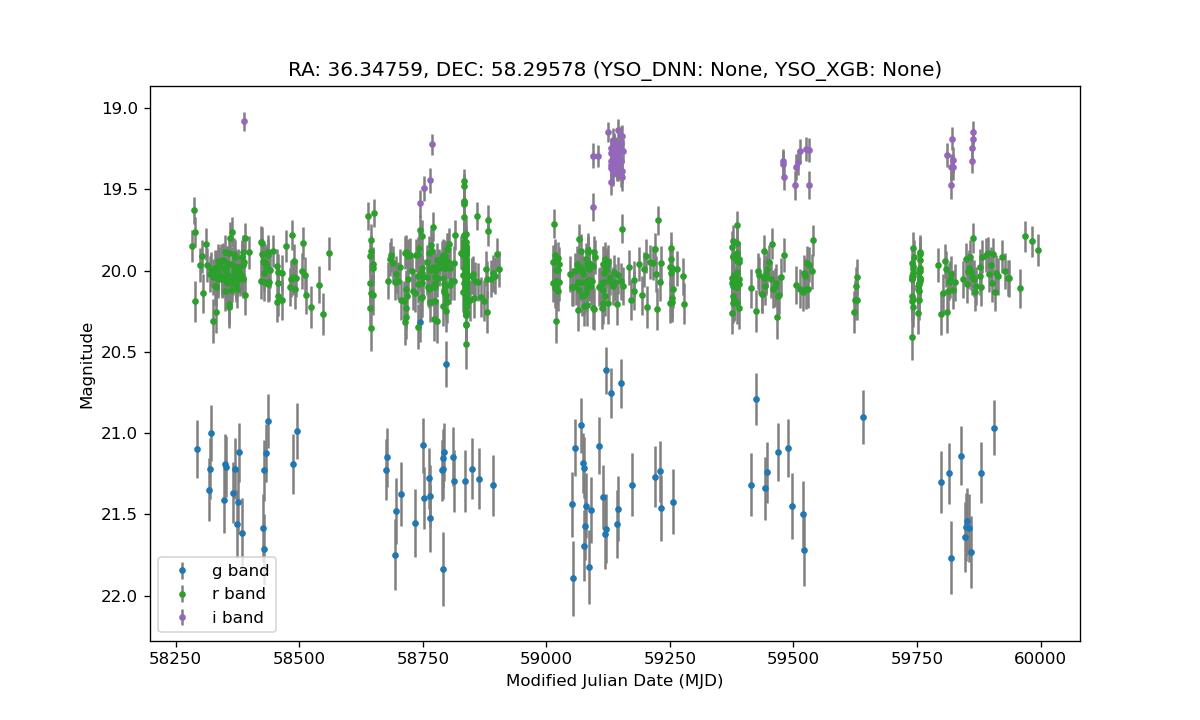 RA: 36.34759, DEC: 58.29578 (YSO_DNN: None, YSO_XGB: None)
19.0
19.5
20.0
20.5
21.0
21.5
22.0
Magnitude
g band
r band
i band
58250 58500 58750 59000 59250 59500 59750 60000
Modified Julian Date (MJD)